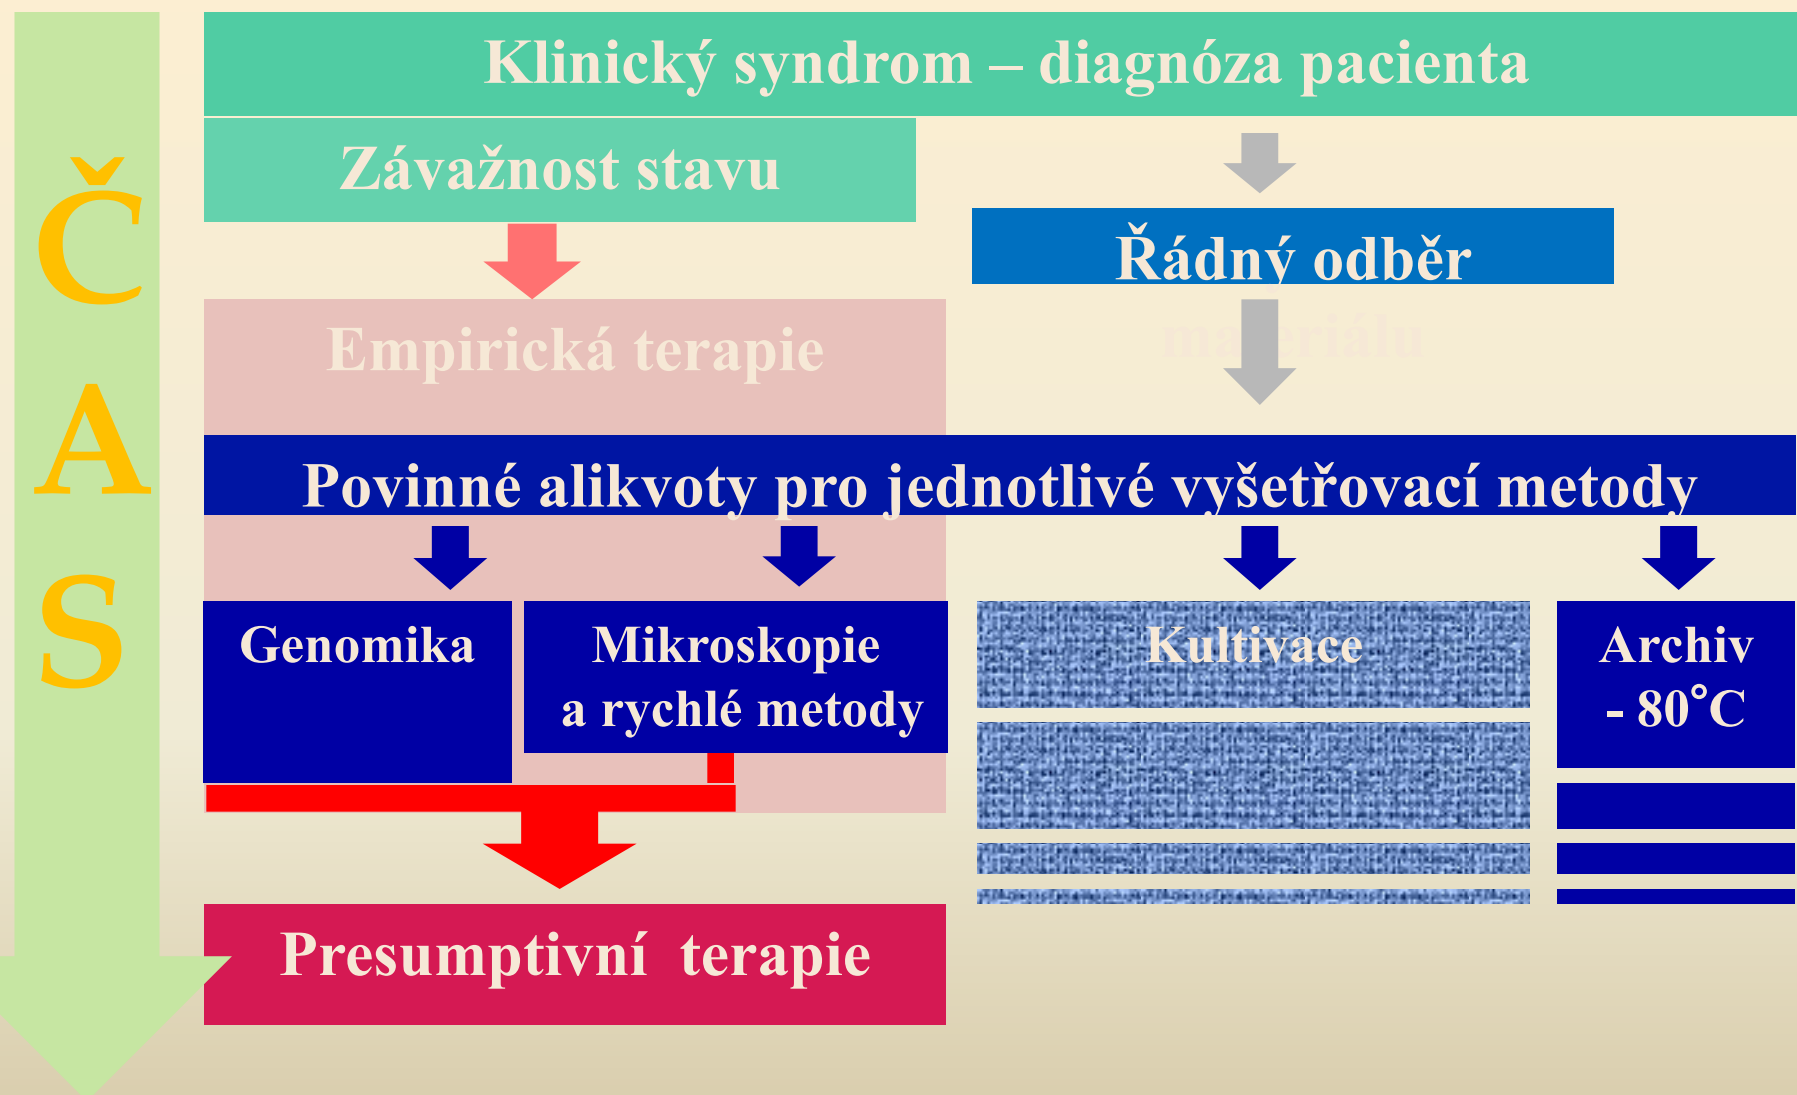 Č
A
S
Klinický syndrom – diagnóza pacienta
Závažnost stavu
Řádný odběr
materiálu
Empirická terapie
Povinné alikvoty pro jednotlivé vyšetřovací metody
Genomika
Mikroskopie
a rychlé metody
Kultivace
Archiv
- 80°C
Presumptivní terapie